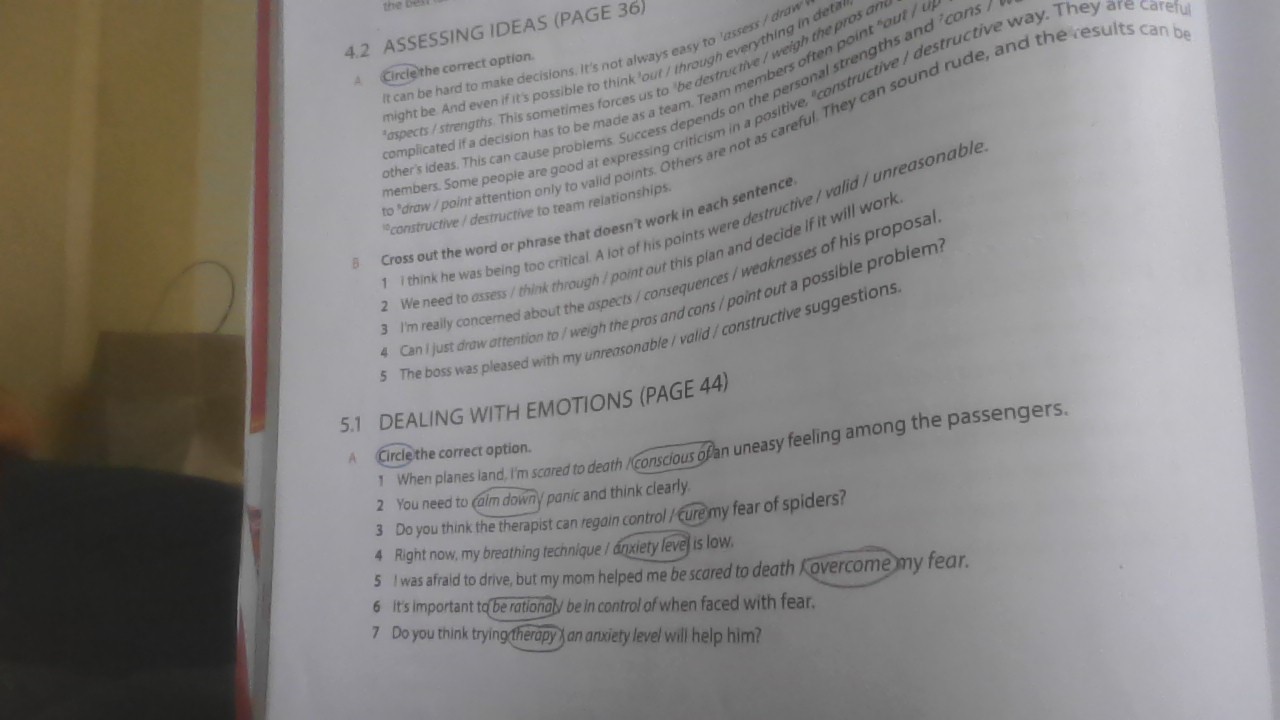 the best
4.2 ASSESSING IDEAS (PAGE 36)
A Circle the correct option.
It can be hard to make decisions. It's not always easy to ¹assess / draw
might be. And even if it's possible to think ²out / through everything in detail,
⁴aspects / strengths. This sometimes forces us to ³be destructive / weigh the pros and
complicated if a decision has to be made as a team. Team members often point ⁶out / up
other's ideas. This can cause problems. Success depends on the personal strengths and ⁷cons /
members. Some people are good at expressing criticism in a positive, ⁸constructive / destructive way. They are careful
to ⁹draw / point attention only to valid points. Others are not as careful. They can sound rude, and the results can be
¹⁰constructive / destructive to team relationships.
B Cross out the word or phrase that doesn't work in each sentence.
1 I think he was being too critical. A lot of his points were destructive / valid / unreasonable.
2 We need to assess / think through / point out this plan and decide if it will work.
3 I'm really concerned about the aspects / consequences / weaknesses of his proposal.
4 Can I just draw attention to / weigh the pros and cons / point out a possible problem?
5 The boss was pleased with my unreasonable / valid / constructive suggestions.
5.1 DEALING WITH EMOTIONS (PAGE 44)
A Circle the correct option.
1 When planes land, I'm scared to death / conscious of an uneasy feeling among the passengers.
2 You need to calm down / panic and think clearly.
3 Do you think the therapist can regain control / cure my fear of spiders?
4 Right now, my breathing technique / anxiety level is low.
5 I was afraid to drive, but my mom helped me be scared to death / overcome my fear.
6 It's important to be rational / be in control of when faced with fear.
7 Do you think trying therapy / an anxiety level will help him?